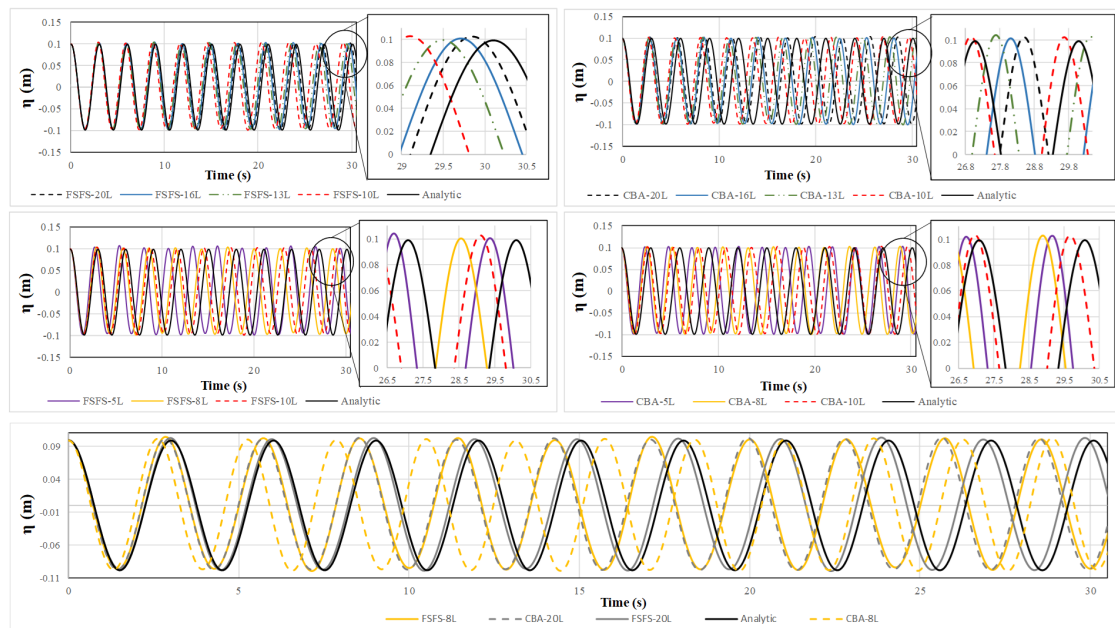 η (m)
0.15
0.1
0.05
0
-0.05
-0.1
-0.15
0 10 20 30
Time (s)
0.1
0.08
0.06
0.04
0.02
0
29 29.5 30 30.5
FSFS-20L FSFS-16L FSFS-13L FSFS-10L Analytic
η (m)
0.15
0.1
0.05
0
-0.05
-0.1
-0.15
0 10 20 30
Time (s)
0.1
0.08
0.06
0.04
0.02
0
26.8 27.8 28.8 29.8
CBA-20L CBA-16L CBA-13L CBA-10L Analytic
η (m)
0.15
0.1
0.05
0
-0.05
-0.1
-0.15
0 10 20 30
Time (s)
0.1
0.08
0.06
0.04
0.02
0
26.5 27.5 28.5 29.5 30.5
FSFS-5L FSFS-8L FSFS-10L Analytic
η (m)
0.15
0.1
0.05
0
-0.05
-0.1
-0.15
0 10 20 30
Time (s)
0.1
0.08
0.06
0.04
0.02
0
26.5 27.5 28.5 29.5 30.5
CBA-5L CBA-8L CBA-10L Analytic
η (m)
0.09
0.04
-0.01
-0.06
-0.11
0 5 10 15 20 25 30
Time (s)
FSFS-8L CBA-20L FSFS-20L Analytic CBA-8L